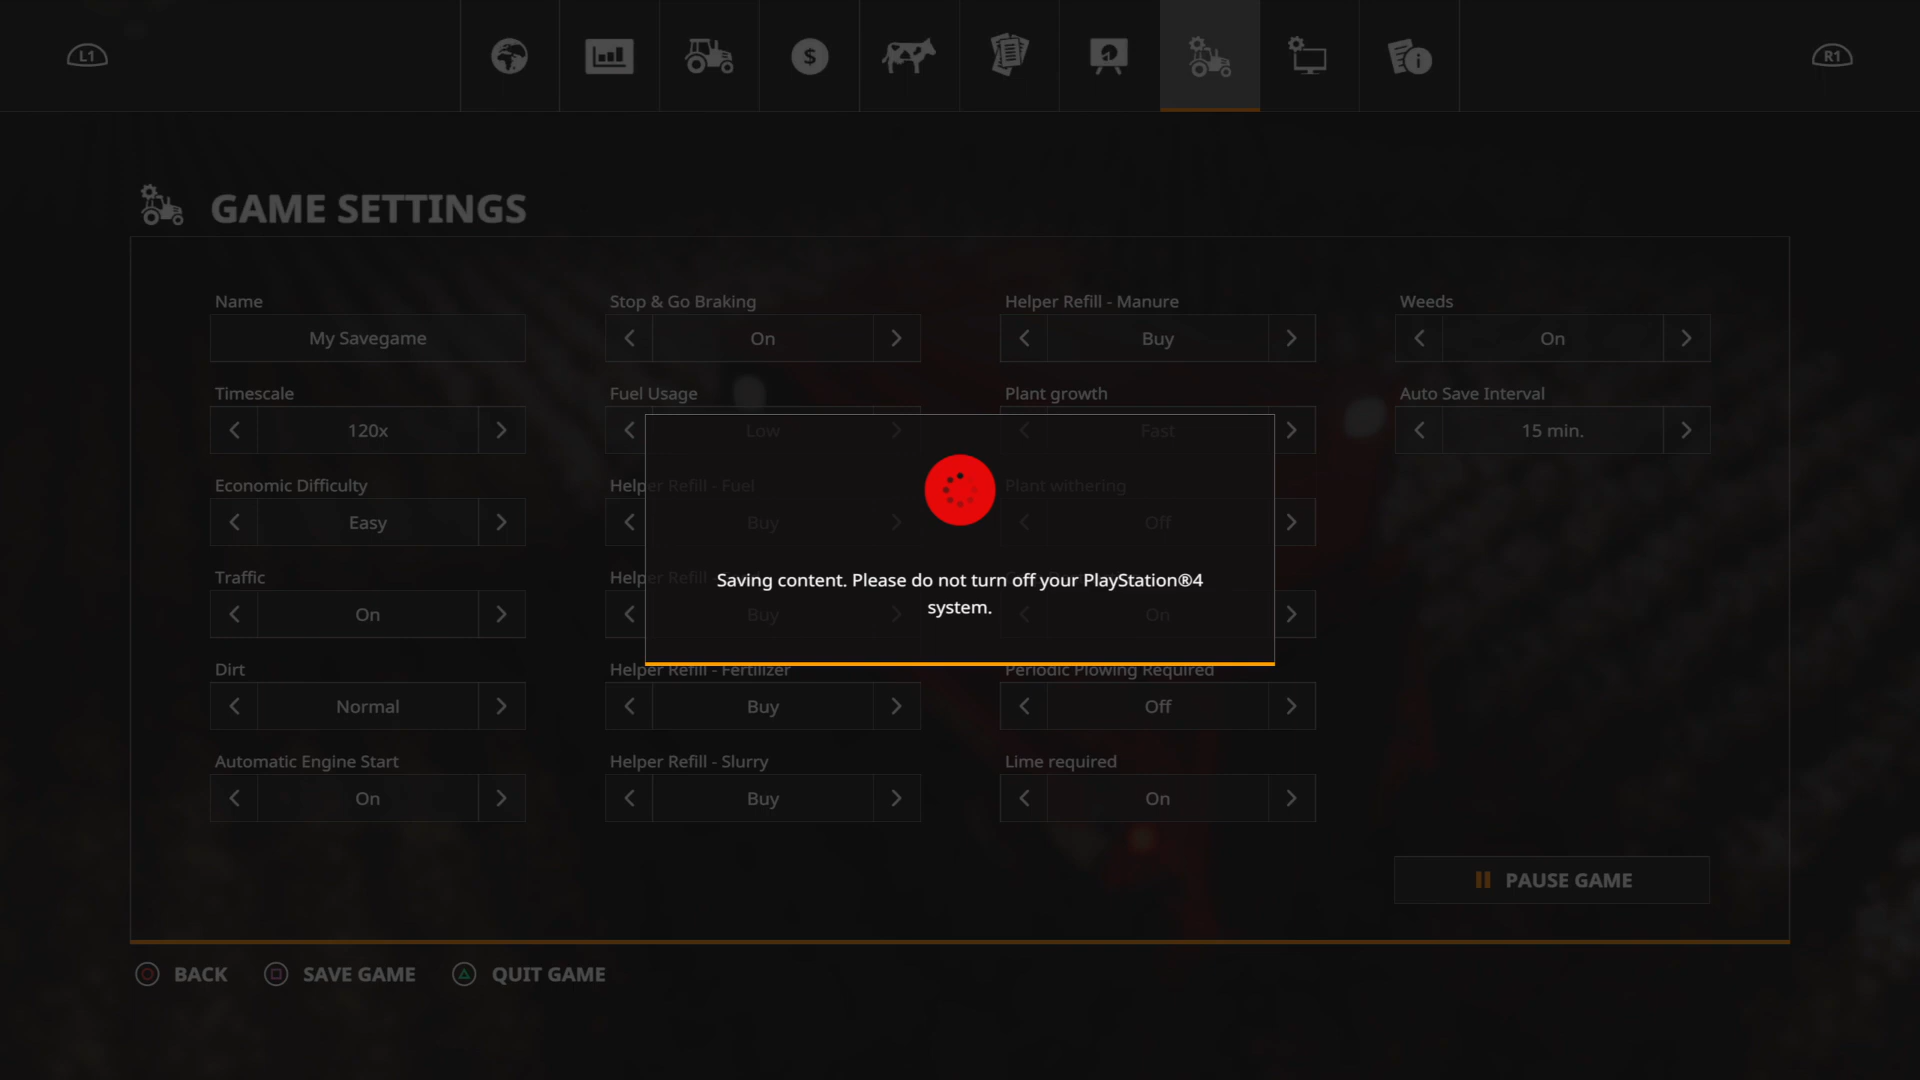 L1
R1
GAME SETTINGS
Name
My Savegame
Timescale
120x
Economic Difficulty
Easy
Traffic
On
Dirt
Normal
Automatic Engine Start
On
Stop & Go Braking
On
Fuel Usage
Low
Helper Refill - Fuel
Buy
Helper Refill
Buy
Helper Refill - Fertilizer
Buy
Helper Refill - Slurry
Buy
Helper Refill - Manure
Buy
Plant growth
Fast
Plant withering
Off
On
Periodic Plowing Required
Off
Lime required
On
Weeds
On
Auto Save Interval
15 min.
Saving content. Please do not turn off your PlayStation®4
system.
PAUSE GAME
BACK
SAVE GAME
QUIT GAME